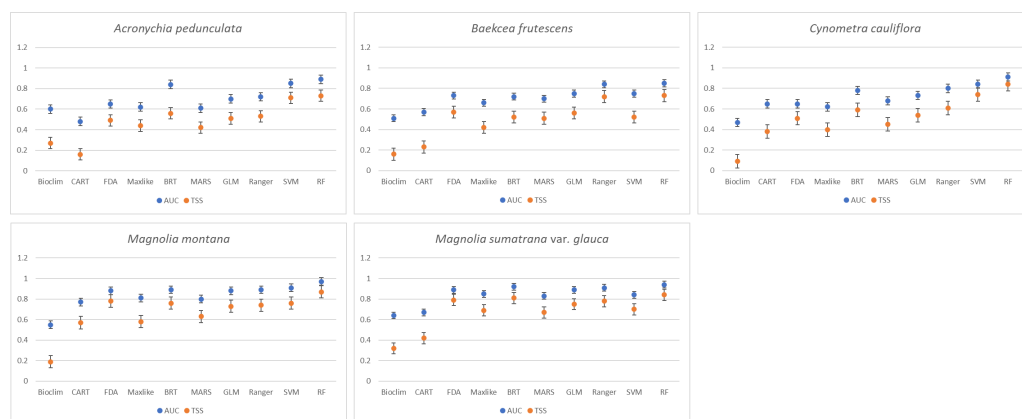 Acronychia pedunculata
1.2
1
0.8
0.6
0.4
0.2
0
Bioclim CART FDA Maxlike BRT MARS GLM Ranger SVM RF
AUC TSS
Baekcea frutescens
1.2
1
0.8
0.6
0.4
0.2
0
Bioclim CART FDA Maxlike BRT MARS GLM Ranger SVM RF
AUC TSS
Cynometra cauliflora
1.2
1
0.8
0.6
0.4
0.2
0
Bioclim CART FDA Maxlike BRT MARS GLM Ranger SVM RF
AUC TSS
Magnolia montana
1.2
1
0.8
0.6
0.4
0.2
0
Bioclim CART FDA Maxlike BRT MARS GLM Ranger SVM RF
AUC TSS
Magnolia sumatrana var. glauca
1.2
1
0.8
0.6
0.4
0.2
0
Bioclim CART FDA Maxlike BRT MARS GLM Ranger SVM RF
AUC TSS